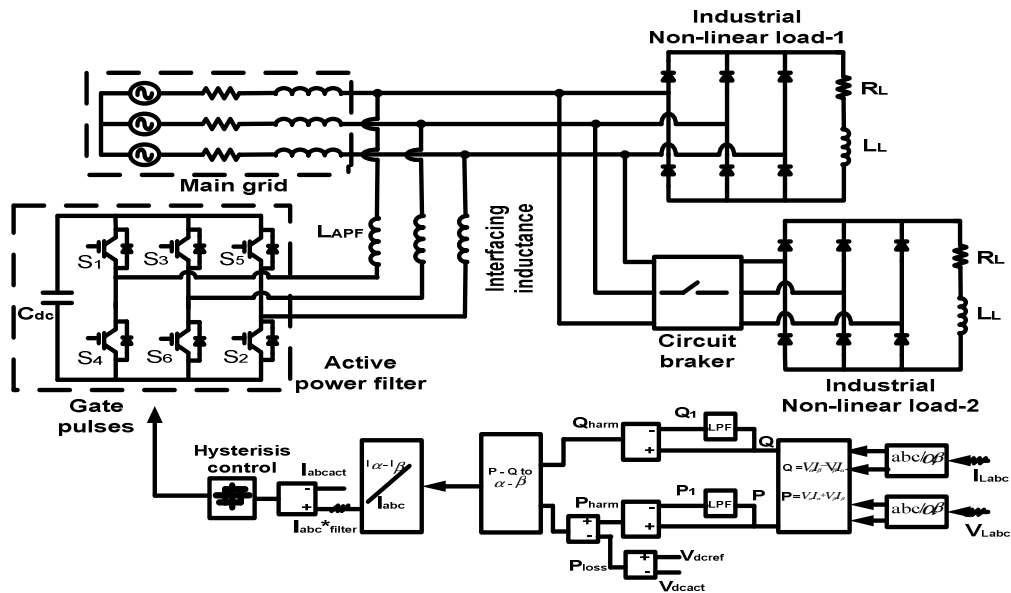 Industrial
Non-linear load-1
RL
LL
Main grid
LAPF
Interfacing
inductance
S1
S3
S5
Cdc
S4
S6
S2
Active
power filter
Circuit
braker
RL
LL
Industrial
Non-linear load-2
Gate
pulses
Hysterisis
control
Iabcact
- +
Iabc*filter
Iα-Iβ
Iabc
P - Q to
α - β
Qharm
- +
Q1
LPF
Q
Pharm
- +
P1
LPF
P
+ -
Ploss
+ -
Vdcref
Vdcact
abc/αβ
ILabc
abc/αβ
VLabc